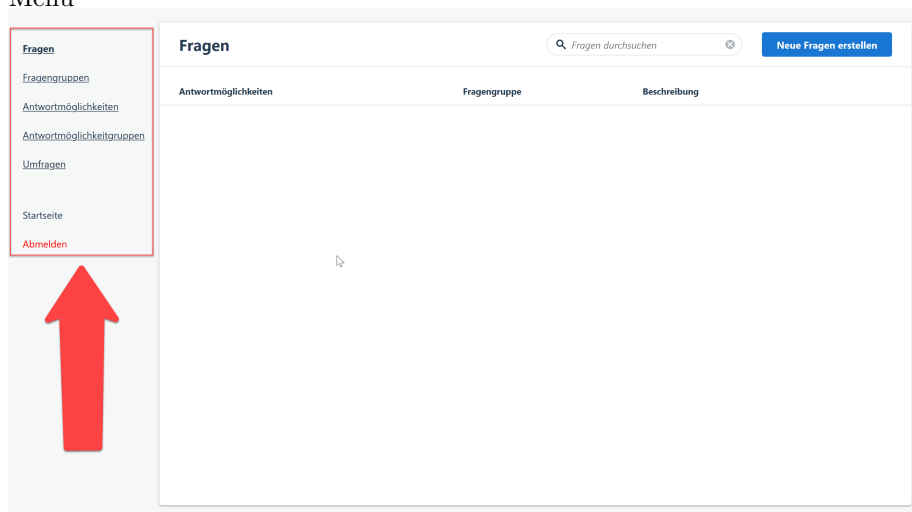 Menü
Fragen
Fragengruppen
Antwortmöglichkeiten
Antwortmöglichkeitgruppen
Umfragen
Startseite
Abmelden
Fragen
Fragen durchsuchen
Neue Fragen erstellen
Antwortmöglichkeiten Fragengruppe Beschreibung